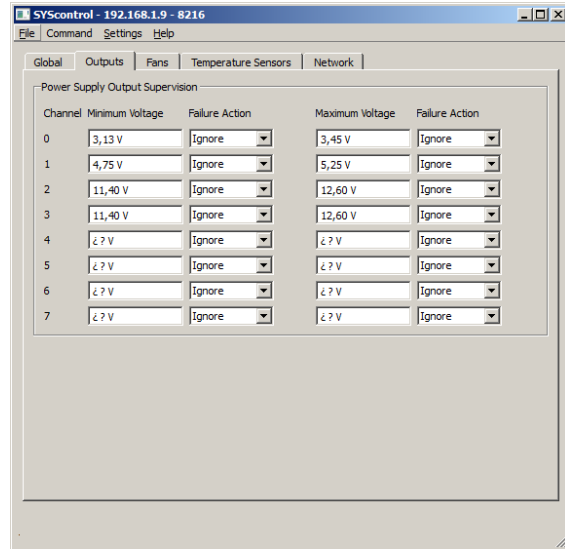 SYScontrol - 192.168.1.9 - 8216
File Command Settings Help
Global Outputs Fans Temperature Sensors Network
Power Supply Output Supervision
Channel Minimum Voltage Failure Action Maximum Voltage Failure Action
0 3,13 V Ignore 3,45 V Ignore
1 4,75 V Ignore 5,25 V Ignore
2 11,40 V Ignore 12,60 V Ignore
3 11,40 V Ignore 12,60 V Ignore
4 ¿ ? V Ignore ¿ ? V Ignore
5 ¿ ? V Ignore ¿ ? V Ignore
6 ¿ ? V Ignore ¿ ? V Ignore
7 ¿ ? V Ignore ¿ ? V Ignore